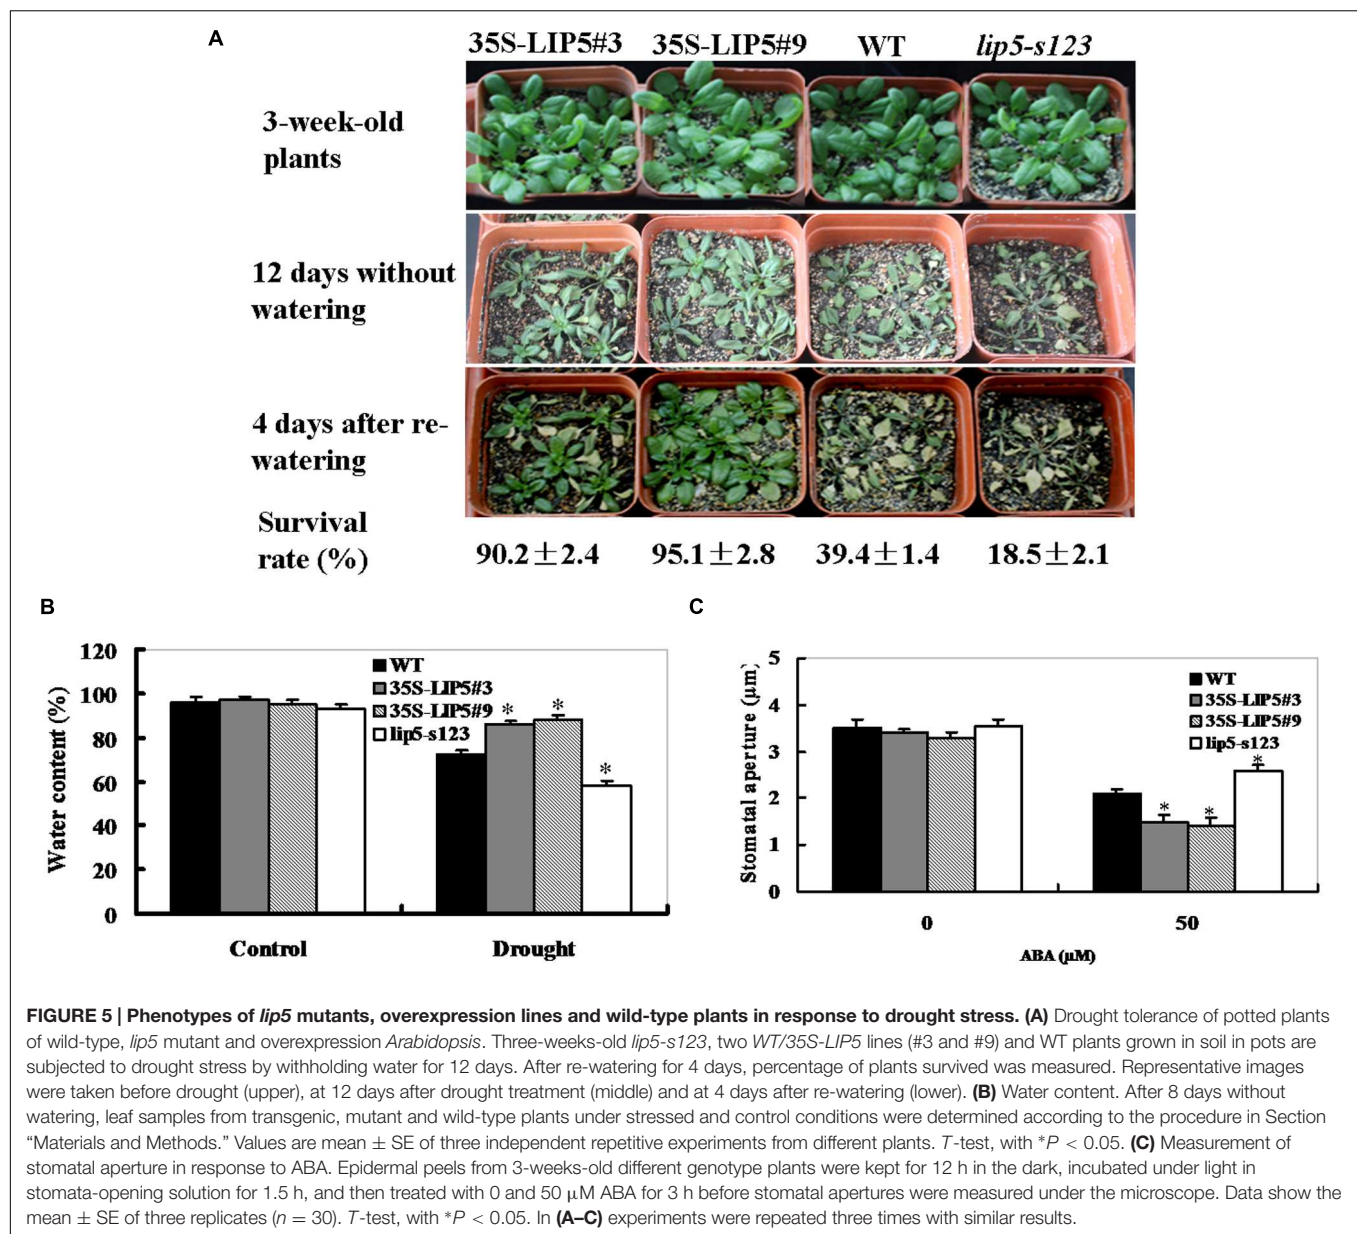 A
35S-LIP5#3 35S-LIP5#9 WT lip5-s123
3-week-old
plants
12 days without
watering
4 days after re-
watering
Survival
rate (%)
90.2±2.4 95.1±2.8 39.4±1.4 18.5±2.1
B
Water content (%)
120
100
80
60
40
20
0
WT
35S-LIP5#3
35S-LIP5#9
lip5-s123
* * *
Control Drought
C
Stomatal aperture (μm)
5
4
3
2
1
0
WT
35S-LIP5#3
35S-LIP5#9
lip5-s123
* * *
0 50
ABA (μM)
FIGURE 5 | Phenotypes of lip5 mutants, overexpression lines and wild-type plants in response to drought stress. (A) Drought tolerance of potted plants
of wild-type, lip5 mutant and overexpression Arabidopsis. Three-weeks-old lip5-s123, two WT/35S-LIP5 lines (#3 and #9) and WT plants grown in soil in pots are
subjected to drought stress by withholding water for 12 days. After re-watering for 4 days, percentage of plants survived was measured. Representative images
were taken before drought (upper), at 12 days after drought treatment (middle) and at 4 days after re-watering (lower). (B) Water content. After 8 days without
watering, leaf samples from transgenic, mutant and wild-type plants under stressed and control conditions were determined according to the procedure in Section
“Materials and Methods.” Values are mean ± SE of three independent repetitive experiments from different plants. T-test, with *P < 0.05. (C) Measurement of
stomatal aperture in response to ABA. Epidermal peels from 3-weeks-old different genotype plants were kept for 12 h in the dark, incubated under light in
stomata-opening solution for 1.5 h, and then treated with 0 and 50 μM ABA for 3 h before stomatal apertures were measured under the microscope. Data show the
mean ± SE of three replicates (n = 30). T-test, with *P < 0.05. In (A–C) experiments were repeated three times with similar results.